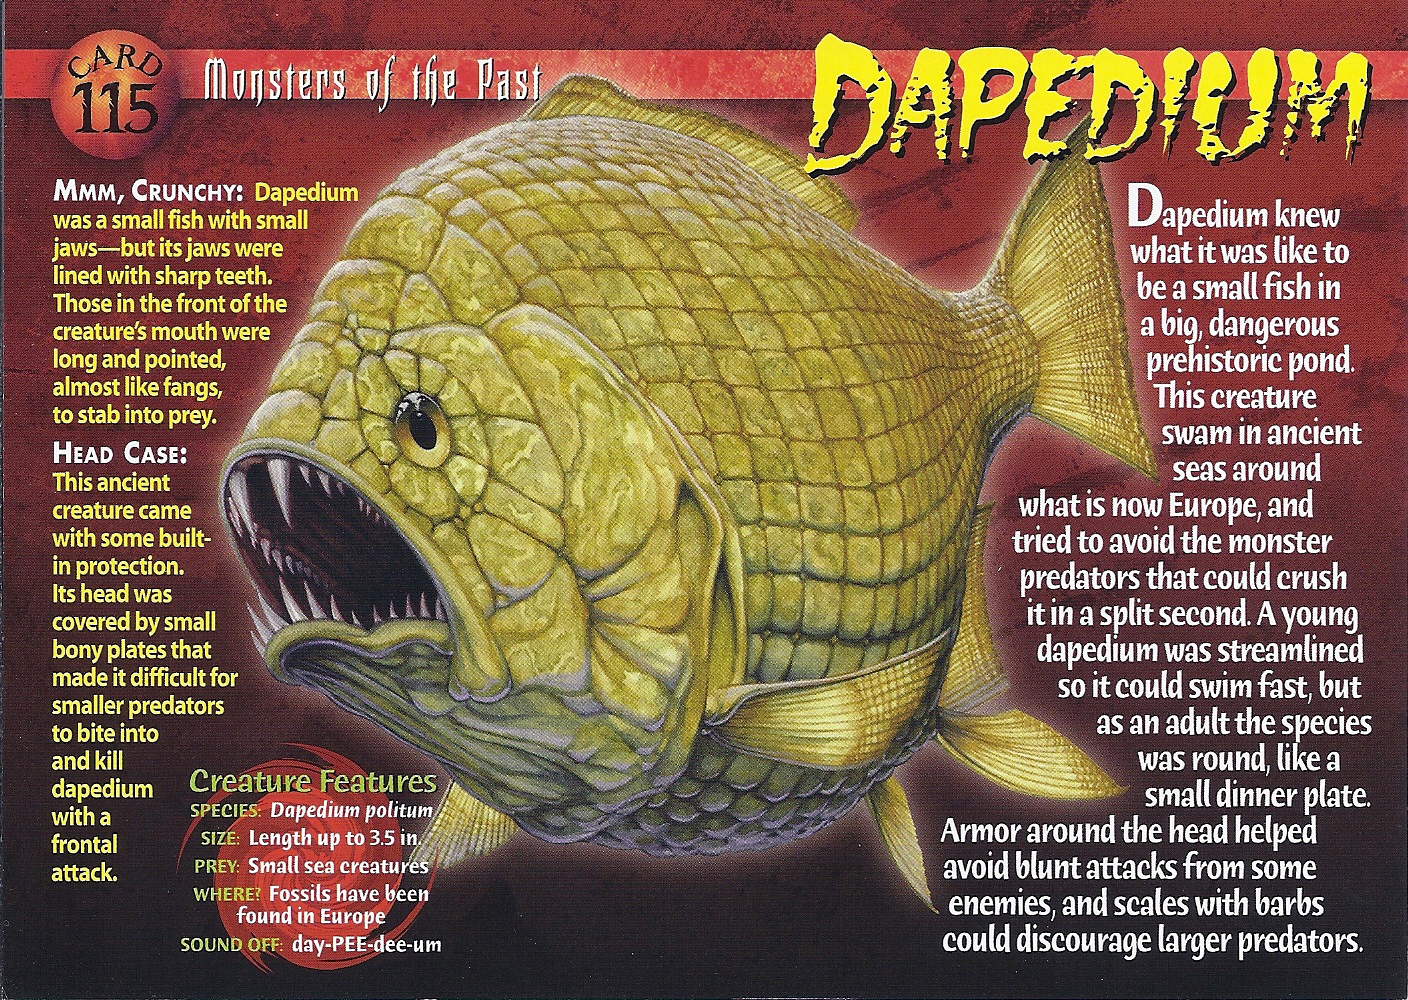 CARD
115
Monsters of the Past
DAPEDIUM
MMM, CRUNCHY: Dapedium
was a small fish with small
jaws—but its jaws were
lined with sharp teeth.
Those in the front of the
creature's mouth were
long and pointed,
almost like fangs,
to stab into prey.
HEAD CASE:
This ancient
creature came
with some built-
in protection.
Its head was
covered by small
bony plates that
made it difficult for
smaller predators
to bite into
and kill
dapedium
with a
frontal
attack.
Creature Features
SPECIES: Dapedium politum
SIZE: Length up to 3.5 in.
PREY: Small sea creatures
WHERE? Fossils have been
found in Europe
SOUND OFF: day-PEE-dee-um
Dapedium knew
what it was like to
be a small fish in
a big, dangerous
prehistoric pond.
This creature
swam in ancient
seas around
what is now Europe, and
tried to avoid the monster
predators that could crush
it in a split second. A young
dapedium was streamlined
so it could swim fast, but
as an adult the species
was round, like a
small dinner plate.
Armor around the head helped
avoid blunt attacks from some
enemies, and scales with barbs
could discourage larger predators.